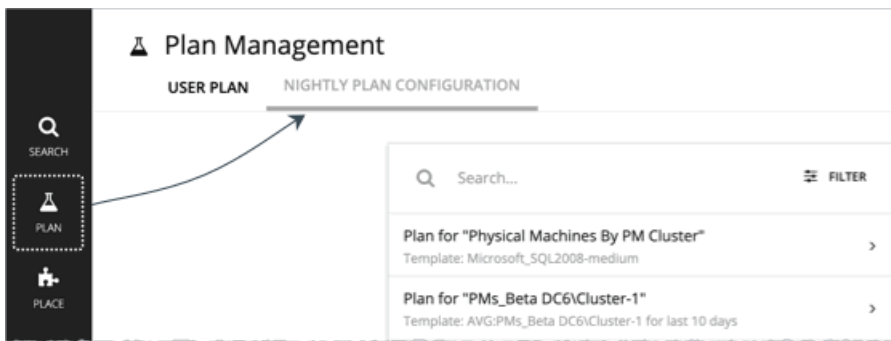 Plan Management
USER PLAN NIGHTLY PLAN CONFIGURATION
SEARCH
PLAN
PLACE
Search...
FILTER
Plan for "Physical Machines By PM Cluster"
Template: Microsoft_SQL2008-medium
Plan for "PMs_Beta DC6\Cluster-1"
Template: AVG:PMs_Beta DC6\Cluster-1 for last 10 days